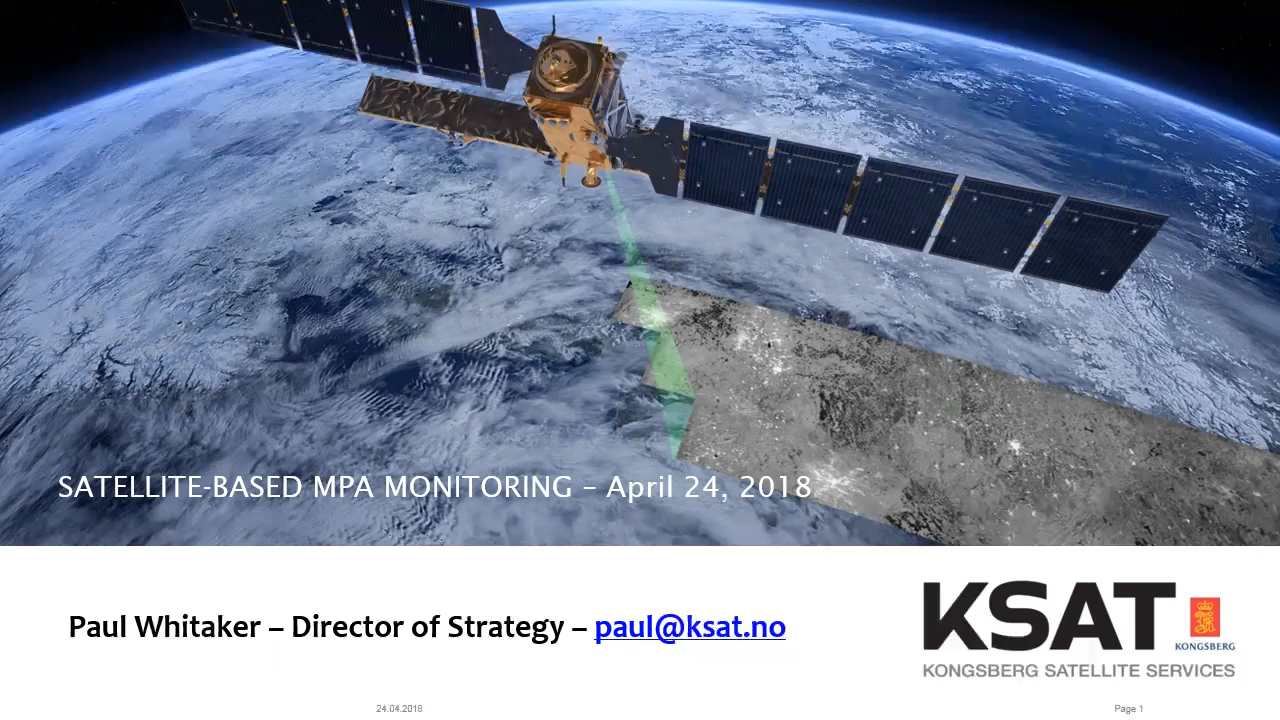 SATELLITE-BASED MPA MONITORING – April 24, 2018
Paul Whitaker – Director of Strategy – paul@ksat.no
KSAT
KONGSBERG
KONGSBERG SATELLITE SERVICES
24.04.2018
Page 1